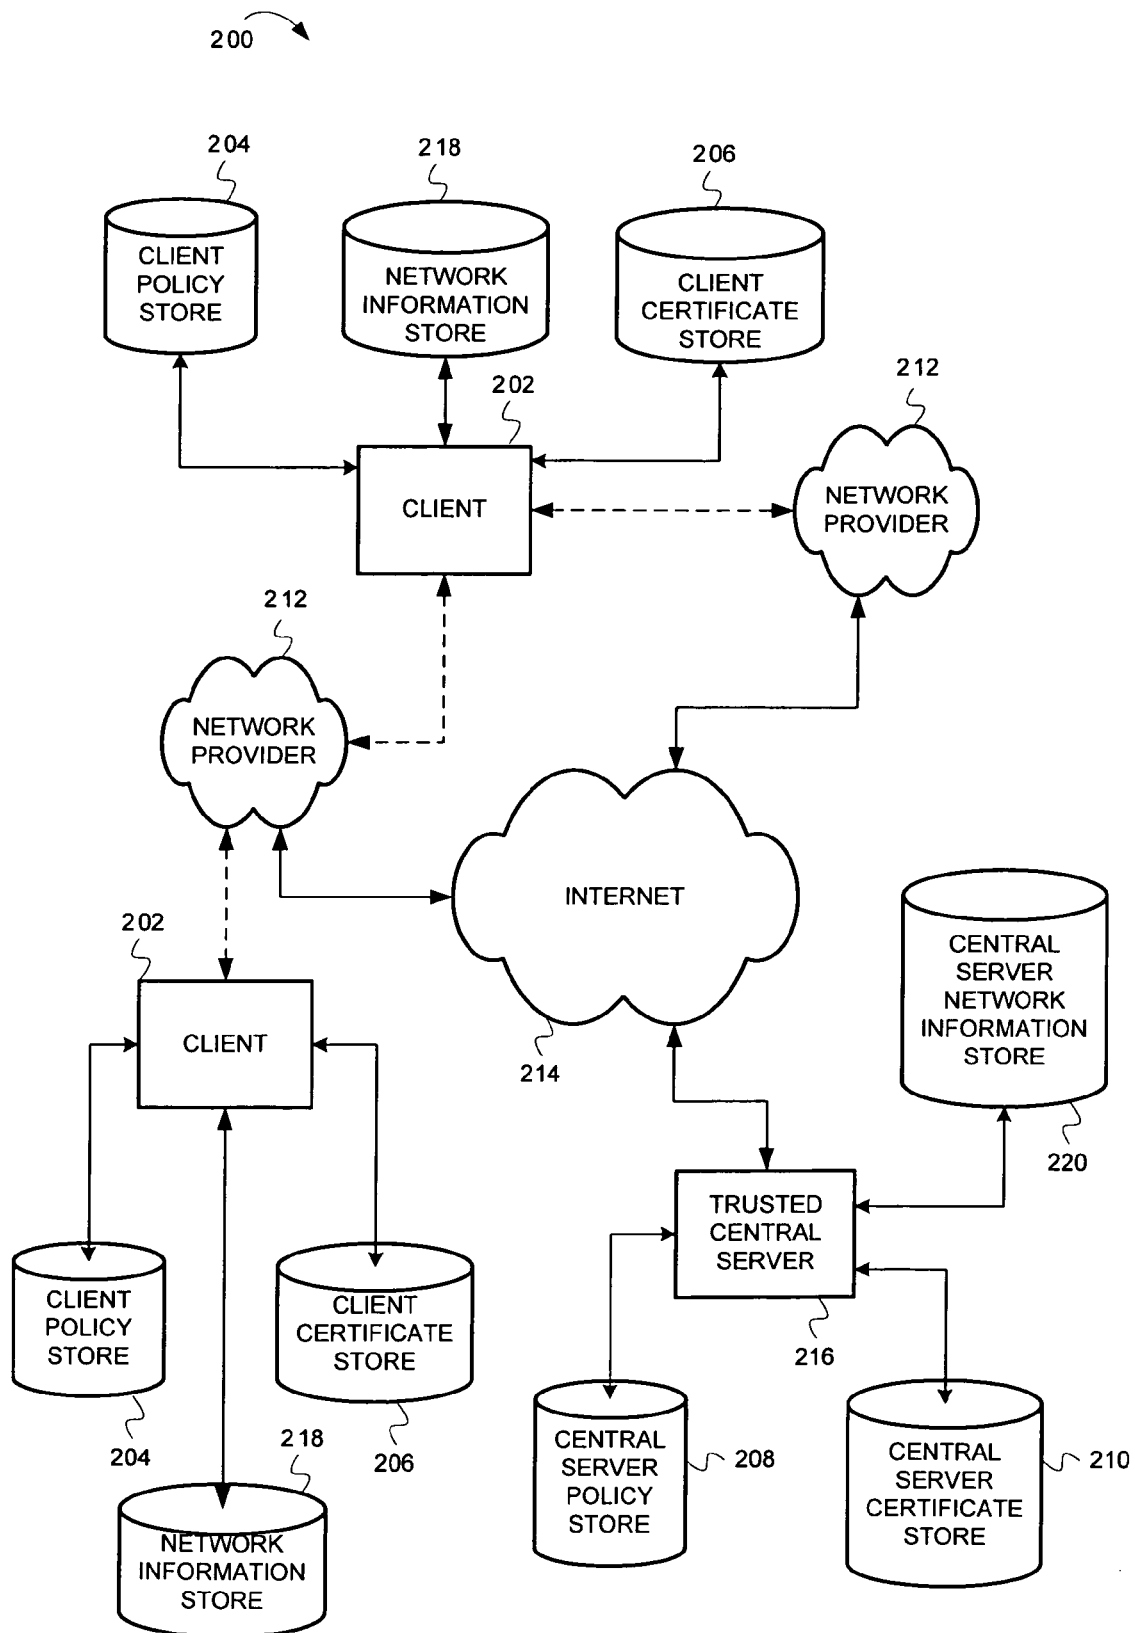 200
204
218
206
CLIENT
POLICY
STORE
NETWORK
INFORMATION
STORE
CLIENT
CERTIFICATE
STORE
202
212
CLIENT
NETWORK
PROVIDER
212
NETWORK
PROVIDER
INTERNET
214
202
CLIENT
CENTRAL
SERVER
NETWORK
INFORMATION
STORE
220
TRUSTED
CENTRAL
SERVER
216
CLIENT
POLICY
STORE
204
CLIENT
CERTIFICATE
STORE
206
218
NETWORK
INFORMATION
STORE
CENTRAL
SERVER
POLICY
STORE
208
CENTRAL
SERVER
CERTIFICATE
STORE
210